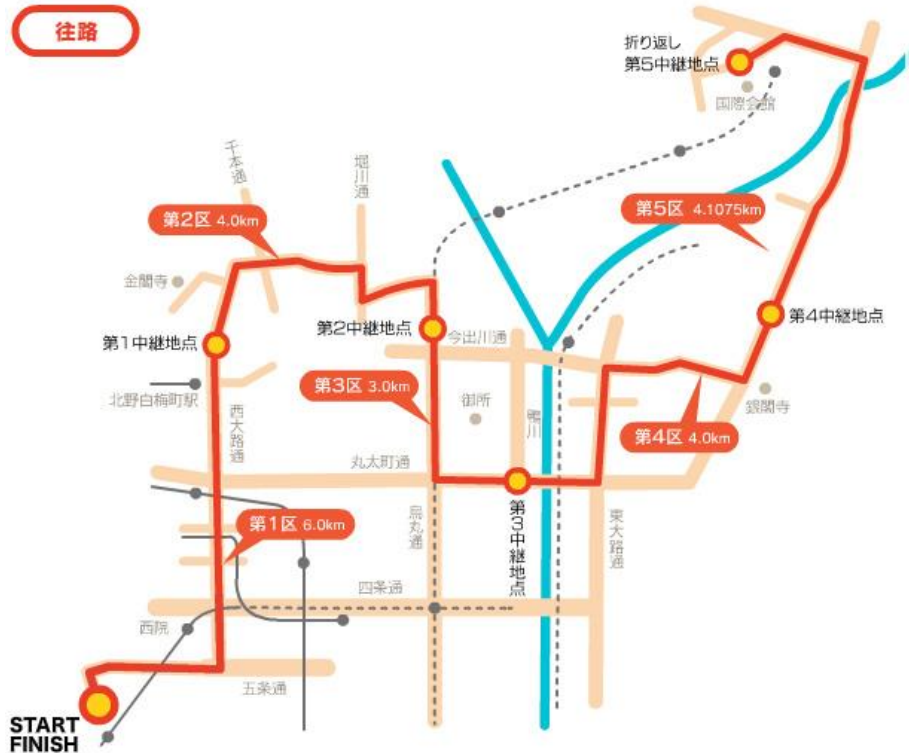 往路
折り返し
第5中継地点
国際会館
千本通
堀川通
第2区 4.0km
第5区 4.1075km
金閣寺
第1中継地点
第2中継地点
今出川通
第4中継地点
北野白梅町駅
西大路通
第3区 3.0km
御所
鴨川
銀閣寺
第4区 4.0km
丸太町通
第3中継地点
烏丸通
東大路通
第1区 6.0km
四条通
西院
五条通
START
FINISH